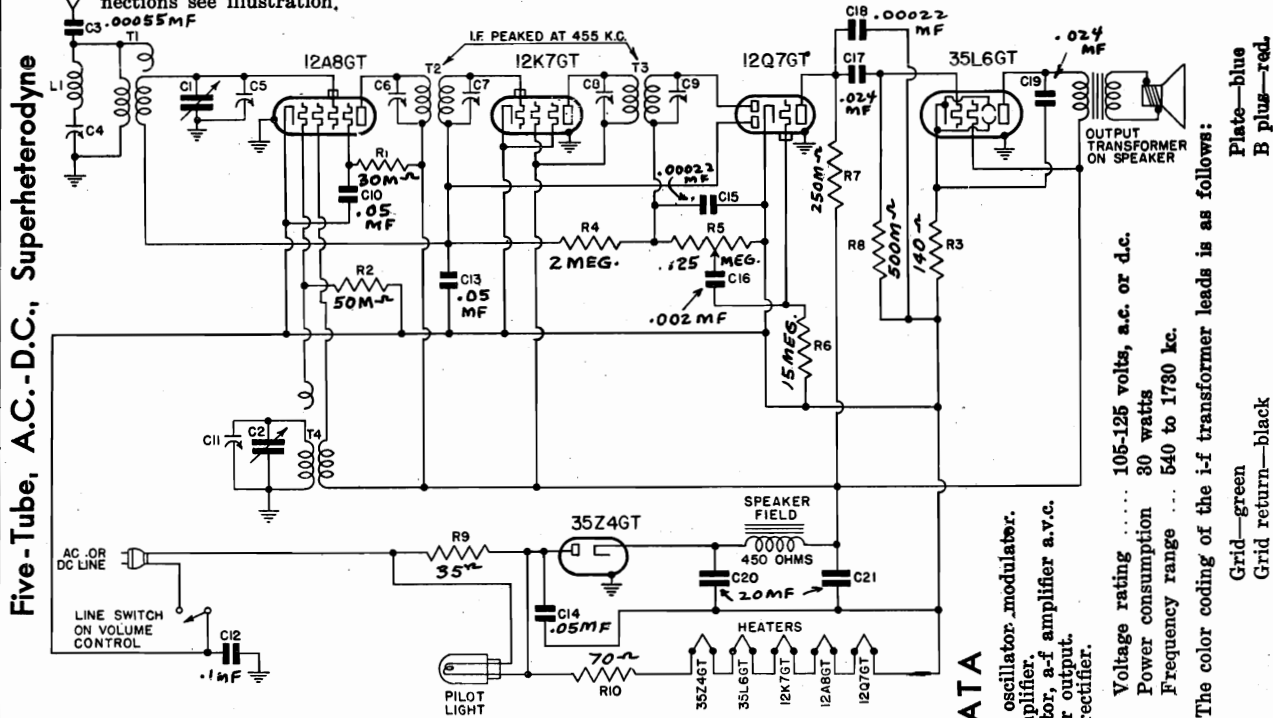 nections see illustration.
Five-Tube, A.C.-D.C., Superheterodyne
C3
.00055MF
T1
L1
C4
C1
C5
12A8GT
I.F. PEAKED AT 455 K.C.
T2
C6
C7
12K7GT
T3
C8
C9
12Q7GT
C18
.00022
MF
C17
.024
MF
35L6GT
.024
MF
C19
OUTPUT
TRANSFORMER
ON SPEAKER
R1
30M Ω
C10
.05
MF
.00022
MF
C15
250M Ω
R7
R8
500M Ω
140 Ω
R3
R4
2 MEG.
R5
.125 MEG.
C16
.002MF
R2
50M Ω
C13
.05
MF
15MEG.
R6
C11
C2
T4
AC .OR
DC LINE
LINE SWITCH
ON VOLUME
CONTROL
C12
.1MF
R9
35Ω
35Z4GT
C14
.05MF
SPEAKER
FIELD
450 OHMS
C20
20MF
C21
PILOT
LIGHT
70 Ω
R10
HEATERS
35Z4GT
35L6GT
12K7GT
12A8GT
12Q7GT
ATA
oscillator modulator.
plifier.
tor, a-f amplifier a.v.c.
r output.
rectifier.
Voltage rating ..... 105-125 volts, a.c. or d.c.
Power consumption 30 watts
Frequency range ... 540 to 1730 kc.
The color coding of the i-f transformer leads is as follows:
Grid—green
Plate—blue
Grid return—black
B plus—red.